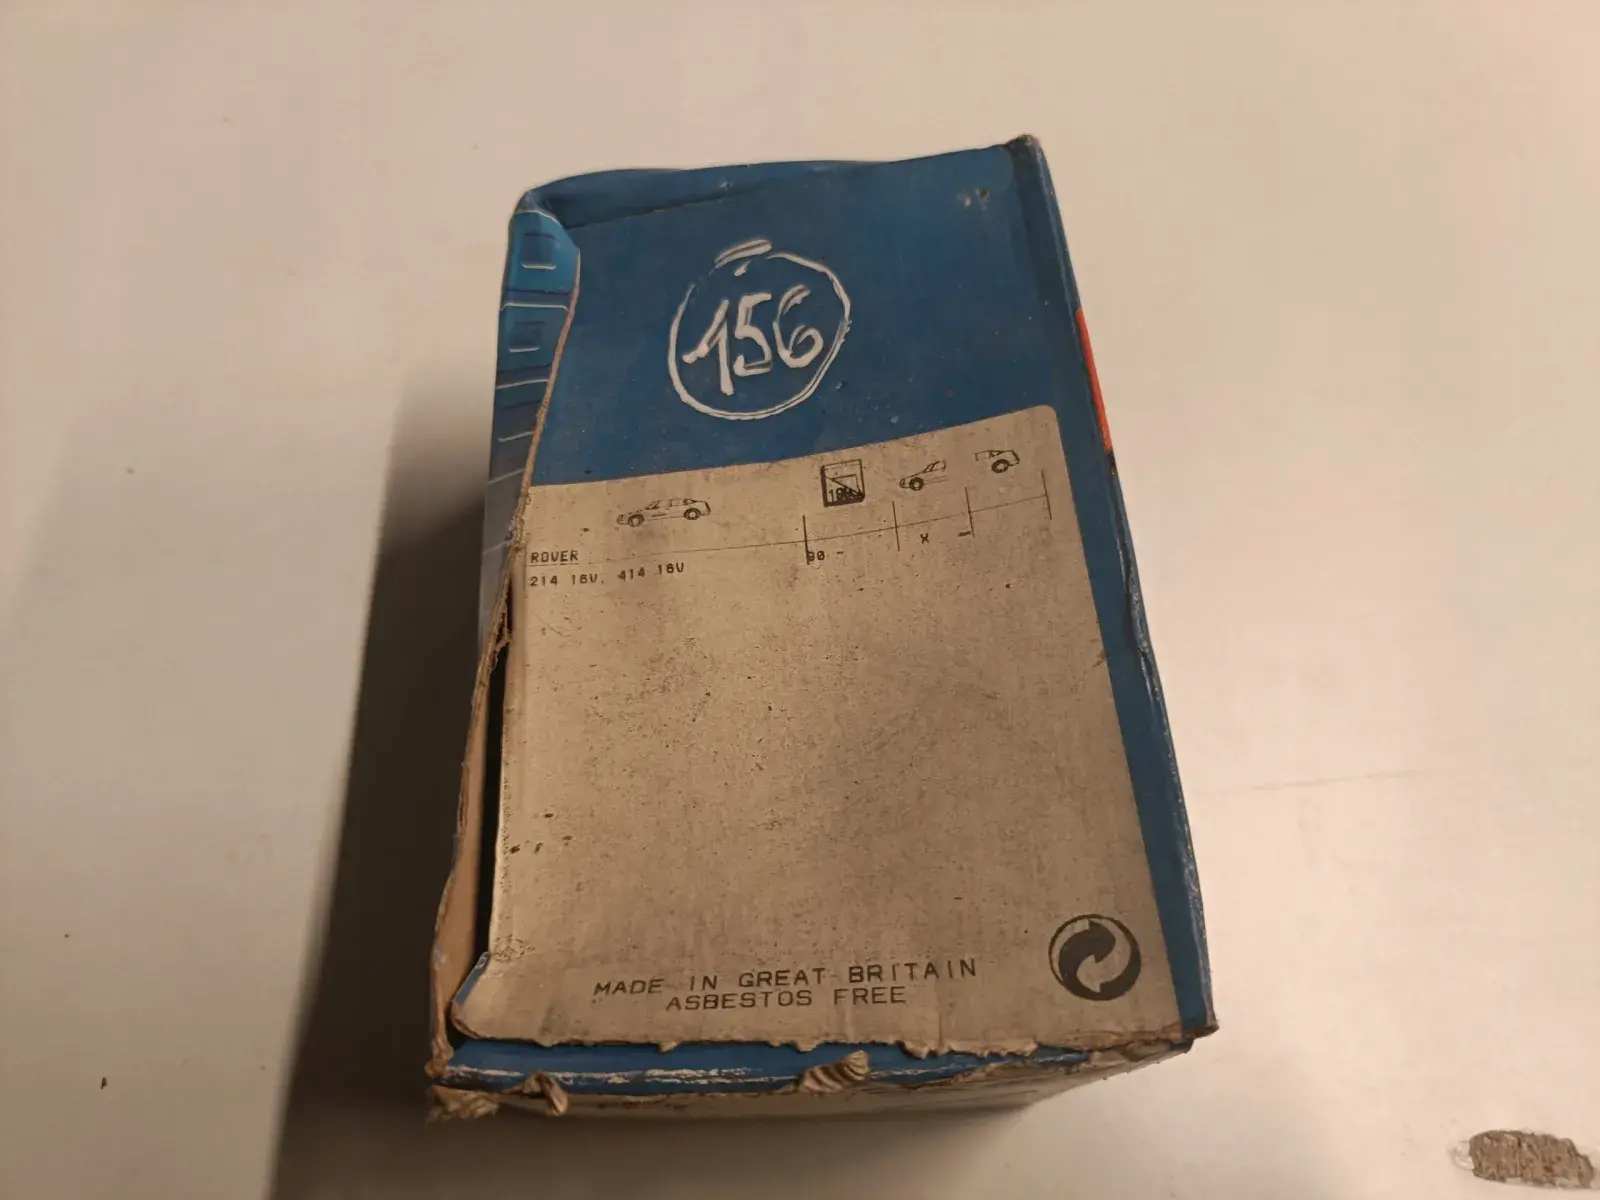 156
ROVER
90 -
X
-
214 16V, 414 16V
MADE IN GREAT BRITAIN
ASBESTOS FREE